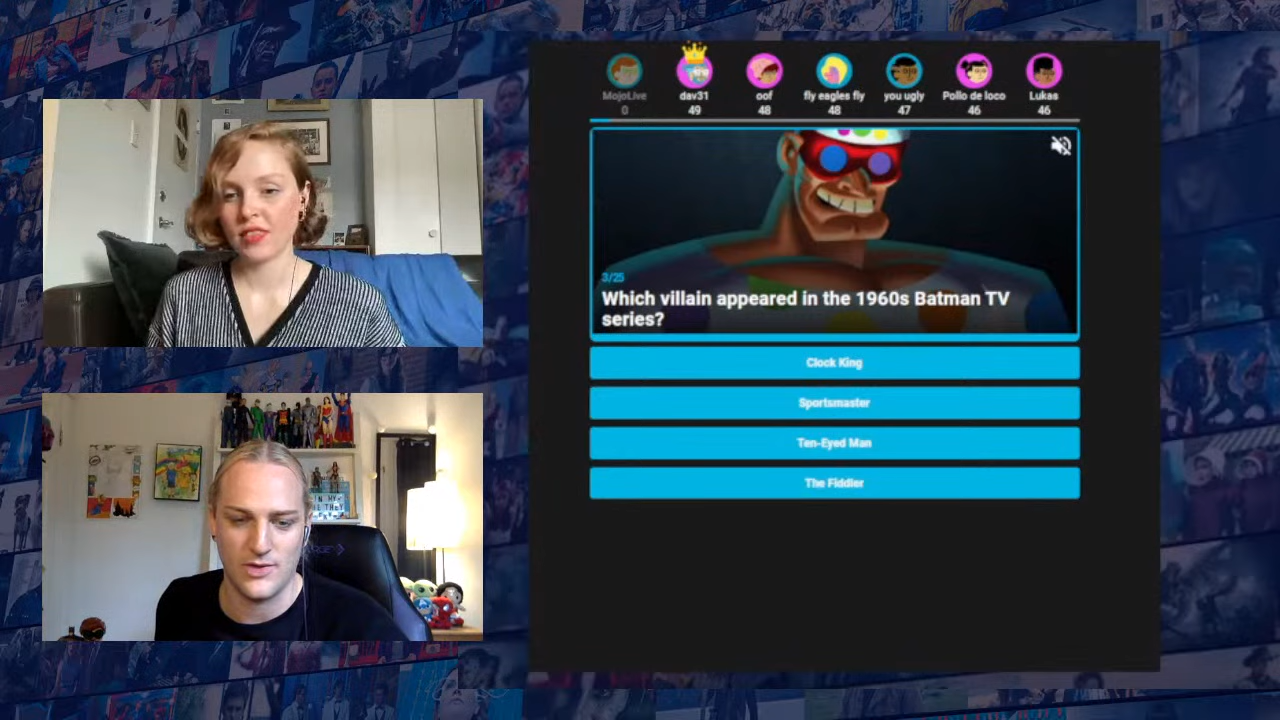 MojoLive
0
dav31
49
oof
48
fly eagles fly
48
you ugly
47
Pollo de loco
46
Lukas
46
3/25
Which villain appeared in the 1960s Batman TV
series?
Clock King
Sportsmaster
Ten-Eyed Man
The Fiddler